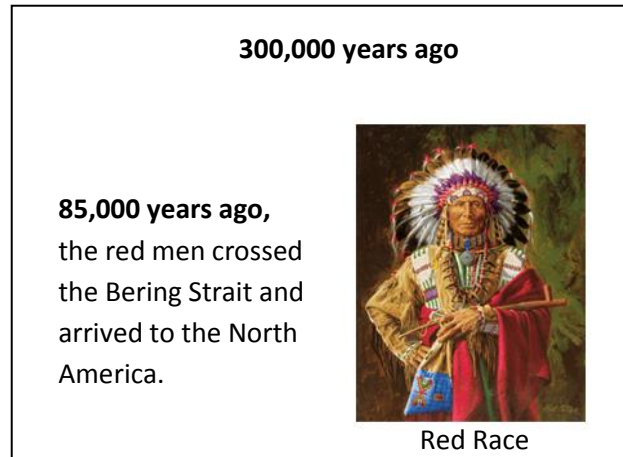 300,000 years ago
85,000 years ago,
the red men crossed
the Bering Strait and
arrived to the North
America.
Red Race